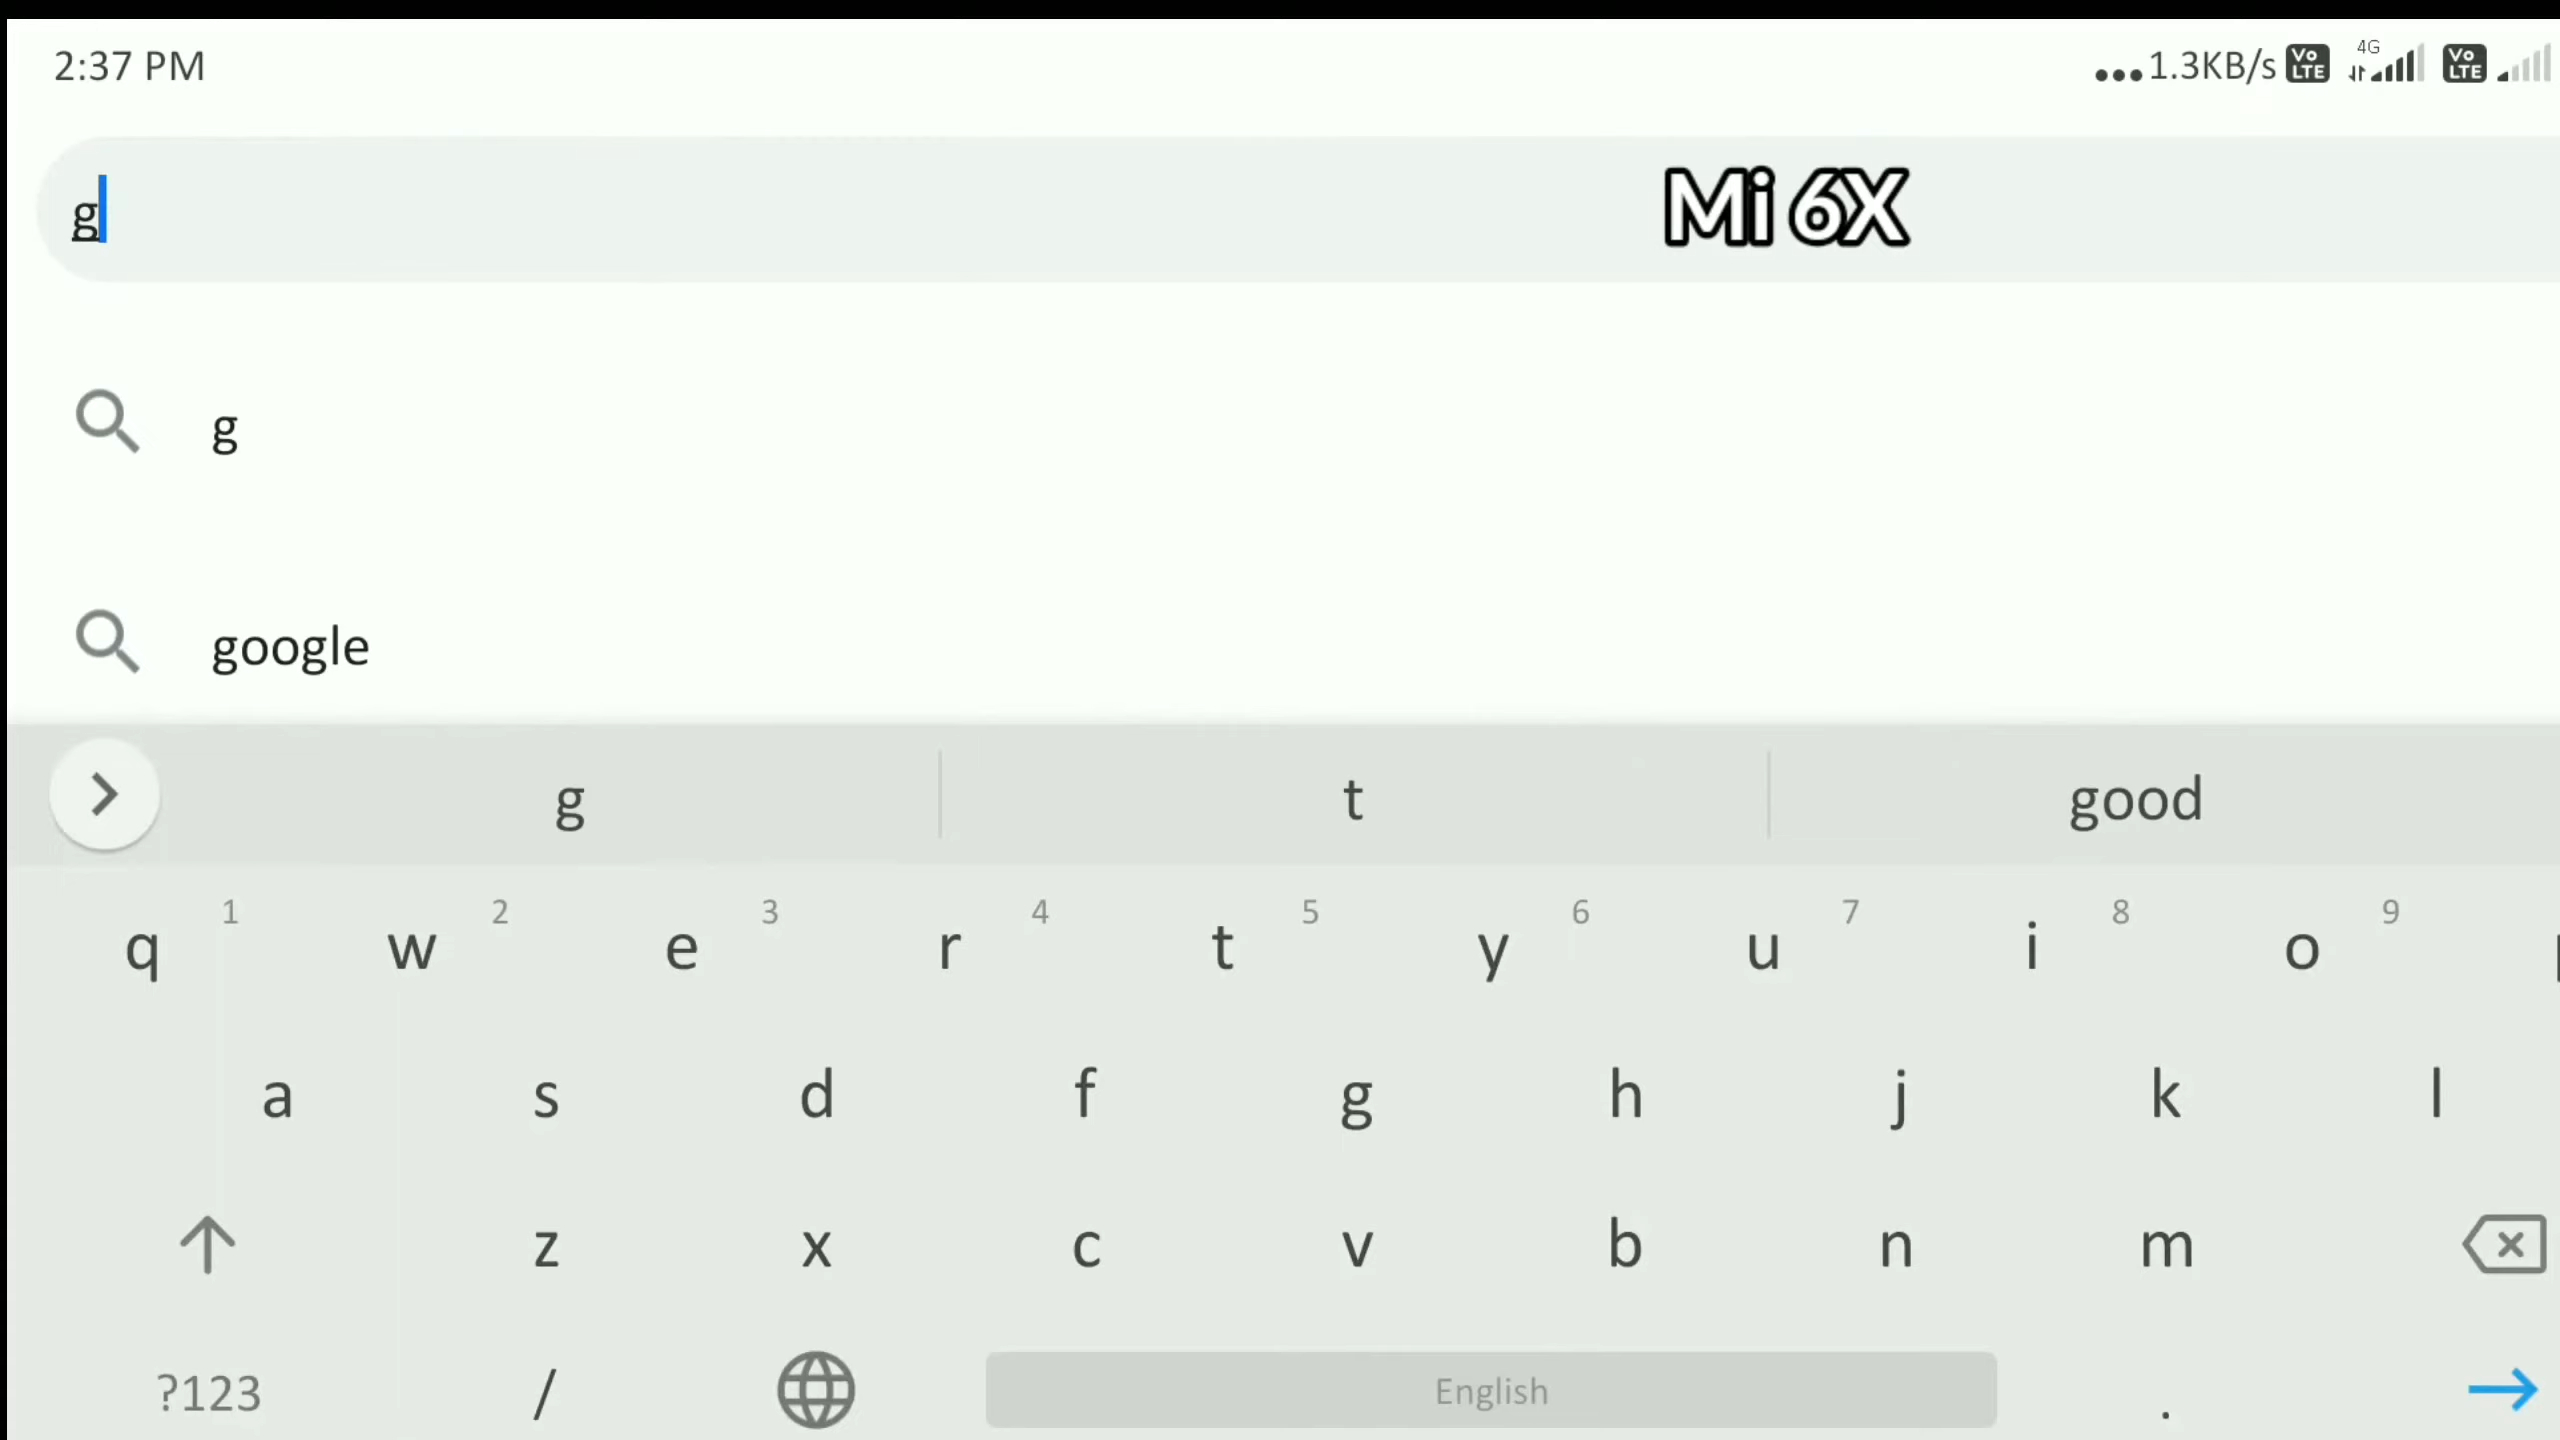 2:37 PM ...1.3KB/s Vo LTE 4G Vo LTE
g Mi 6X
g
google
g t good
1 2 3 4 5 6 7 8 9
q w e r t y u i o
a s d f g h j k l
z x c v b n m
?123 / English .